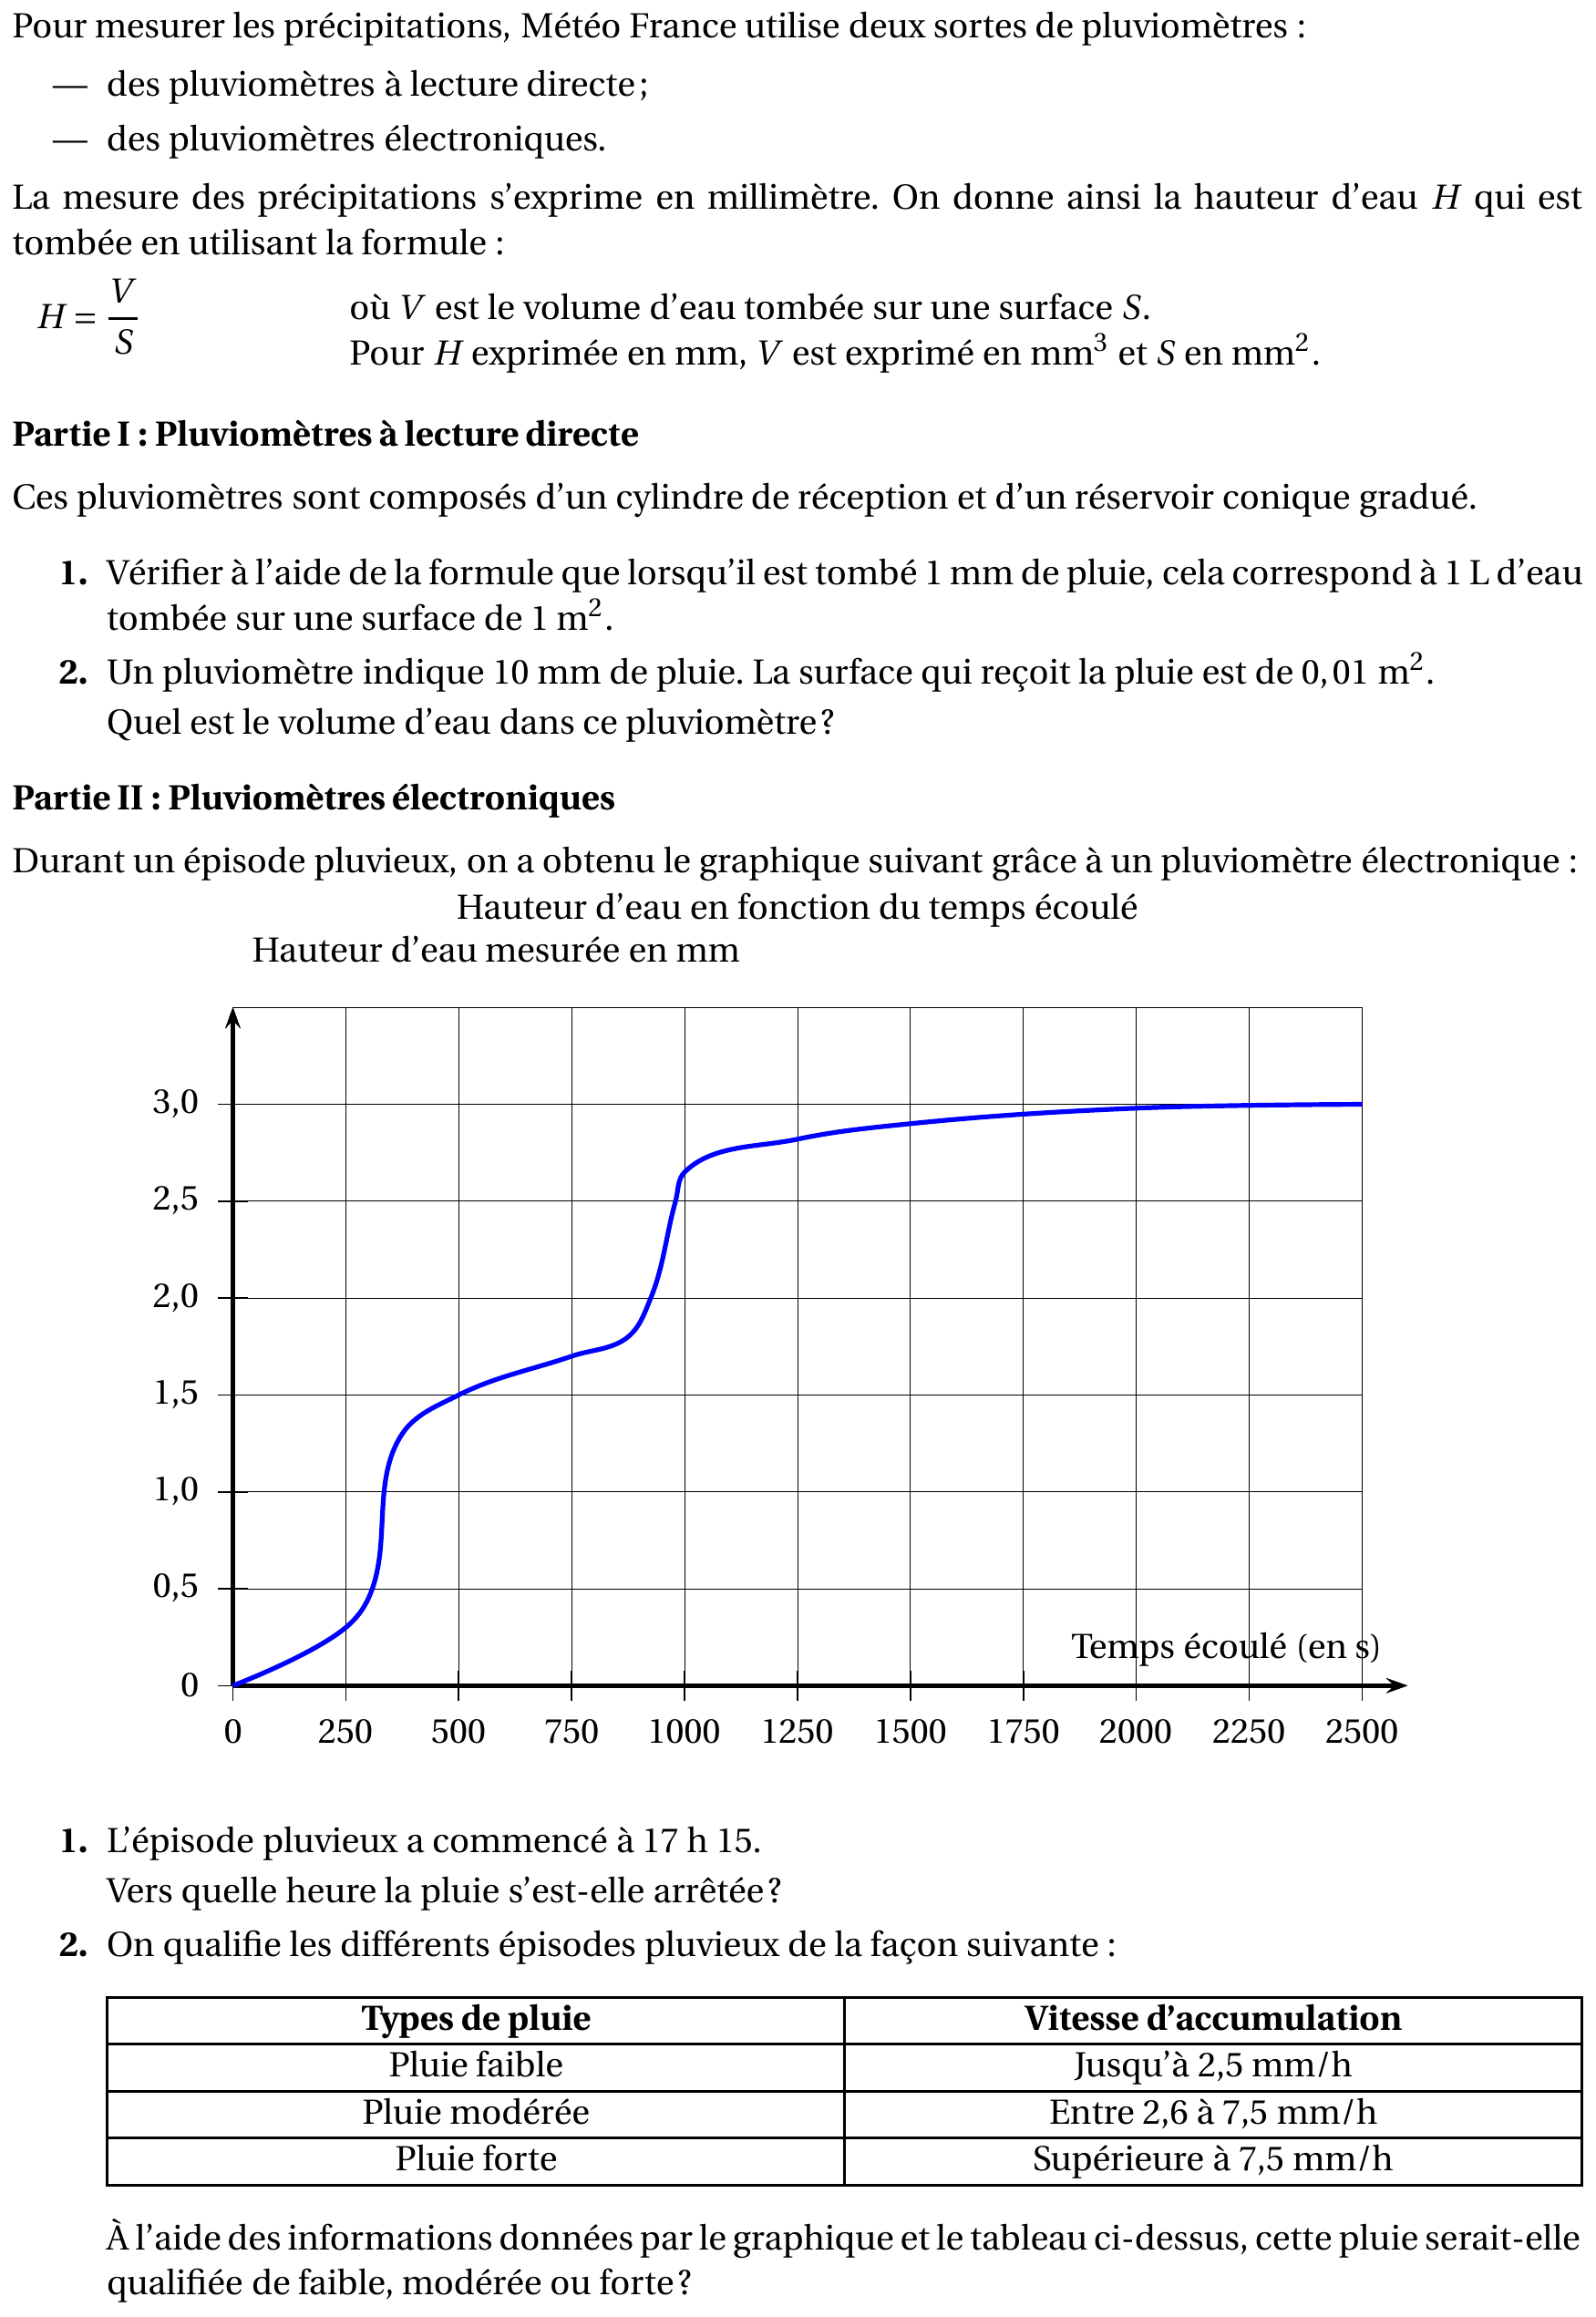 Pour mesurer les précipitations, Météo France utilise deux sortes de pluviomètres :
— des pluviomètres à lecture directe ;
— des pluviomètres électroniques.
La mesure des précipitations s'exprime en millimètre. On donne ainsi la hauteur d'eau H qui est
tombée en utilisant la formule :
H = V/S
où V est le volume d'eau tombée sur une surface S.
Pour H exprimée en mm, V est exprimé en mm³ et S en mm².
Partie I : Pluviomètres à lecture directe
Ces pluviomètres sont composés d'un cylindre de réception et d'un réservoir conique gradué.
1. Vérifier à l'aide de la formule que lorsqu'il est tombé 1 mm de pluie, cela correspond à 1 L d'eau
tombée sur une surface de 1 m².
2. Un pluviomètre indique 10 mm de pluie. La surface qui reçoit la pluie est de 0,01 m².
Quel est le volume d'eau dans ce pluviomètre ?
Partie II : Pluviomètres électroniques
Durant un épisode pluvieux, on a obtenu le graphique suivant grâce à un pluviomètre électronique :
Hauteur d'eau en fonction du temps écoulé
Hauteur d'eau mesurée en mm
3,0
2,5
2,0
1,5
1,0
0,5
Temps écoulé (en s)
0
0 250 500 750 1000 1250 1500 1750 2000 2250 2500
1. L'épisode pluvieux a commencé à 17 h 15.
Vers quelle heure la pluie s'est-elle arrêtée ?
2. On qualifie les différents épisodes pluvieux de la façon suivante :
Types de pluie Vitesse d'accumulation
Pluie faible Jusqu'à 2,5 mm/h
Pluie modérée Entre 2,6 à 7,5 mm/h
Pluie forte Supérieure à 7,5 mm/h
À l'aide des informations données par le graphique et le tableau ci-dessus, cette pluie serait-elle
qualifiée de faible, modérée ou forte ?